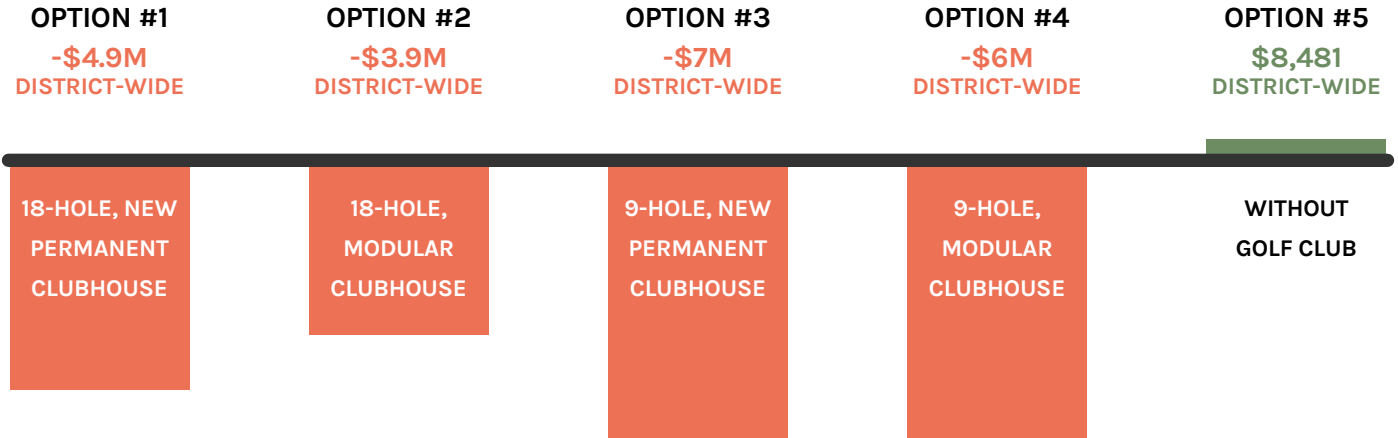 OPTION #1
-$4.9M
DISTRICT-WIDE
18-HOLE, NEW
PERMANENT
CLUBHOUSE
OPTION #2
-$3.9M
DISTRICT-WIDE
18-HOLE,
MODULAR
CLUBHOUSE
OPTION #3
-$7M
DISTRICT-WIDE
9-HOLE, NEW
PERMANENT
CLUBHOUSE
OPTION #4
-$6M
DISTRICT-WIDE
9-HOLE,
MODULAR
CLUBHOUSE
OPTION #5
$8,481
DISTRICT-WIDE
WITHOUT
GOLF CLUB